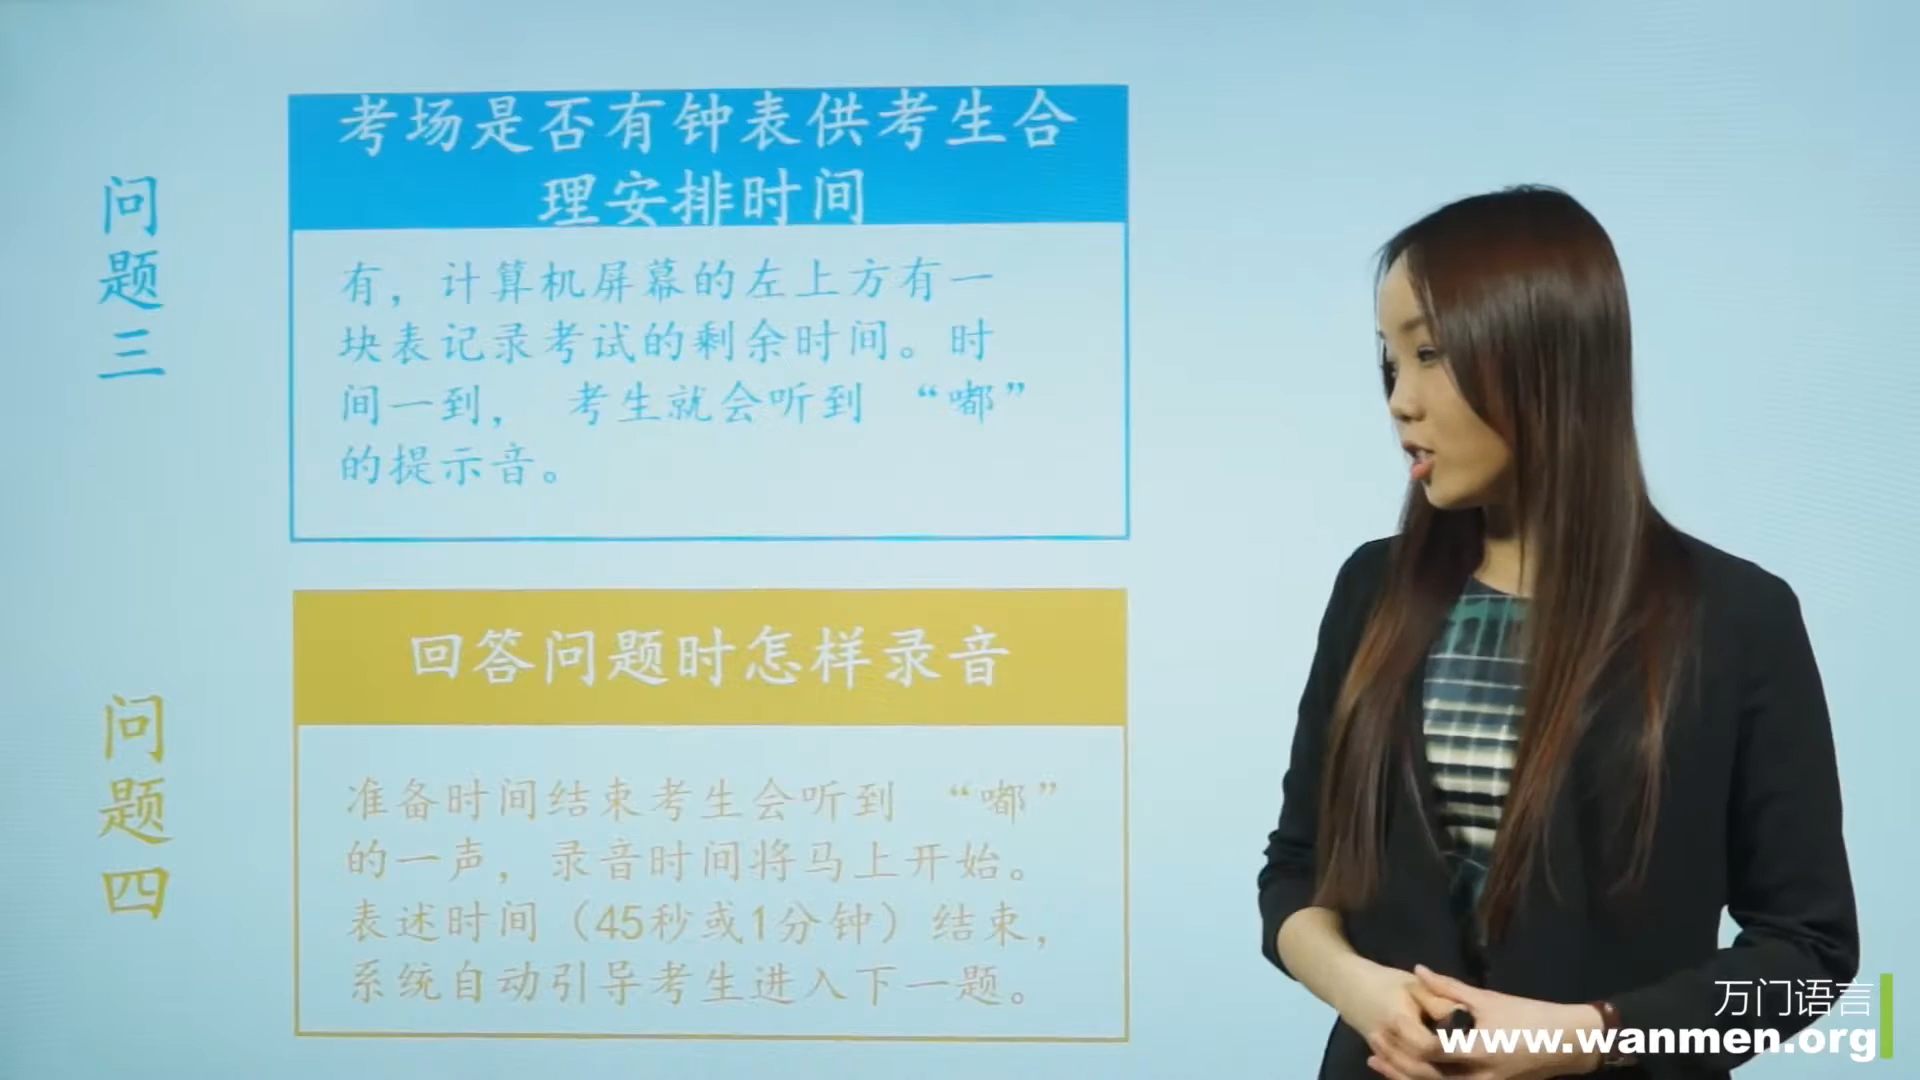 问题三
考场是否有钟表供考生合
理安排时间
有，计算机屏幕的左上方有一
块表记录考试的剩余时间。时
间一到， 考生就会听到 “嘟”
的提示音。
问题四
回答问题时怎样录音
准备时间结束考生会听到 “嘟”
的一声，录音时间将马上开始。
表述时间（45秒或1分钟）结束，
系统自动引导考生进入下一题。
万门语言
www.wanmen.org